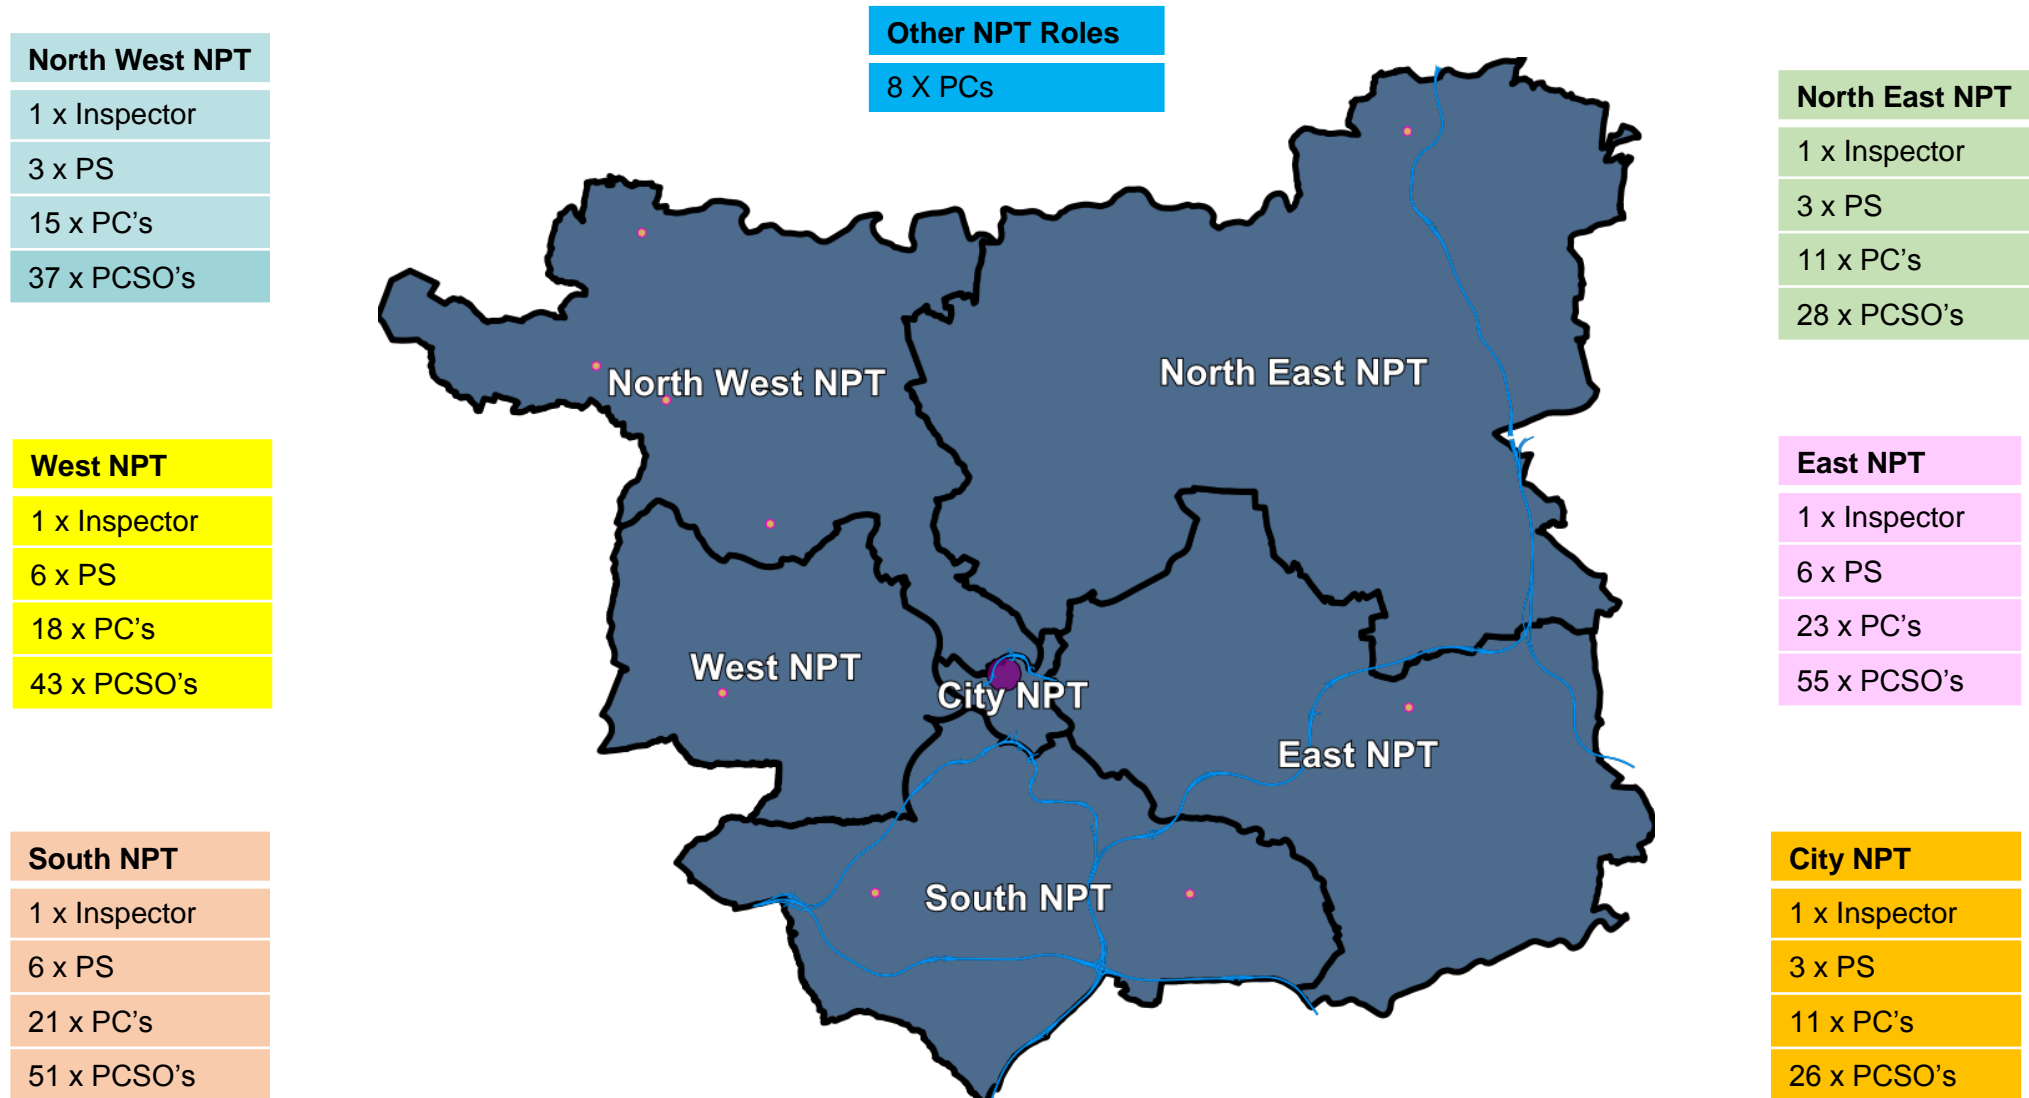 Other NPT Roles
8 X PCs
North West NPT
1 x Inspector
3 x PS
15 x PC’s
37 x PCSO’s
North East NPT
1 x Inspector
3 x PS
11 x PC’s
28 x PCSO’s
West NPT
1 x Inspector
6 x PS
18 x PC’s
43 x PCSO’s
East NPT
1 x Inspector
6 x PS
23 x PC’s
55 x PCSO’s
South NPT
1 x Inspector
6 x PS
21 x PC’s
51 x PCSO’s
City NPT
1 x Inspector
3 x PS
11 x PC’s
26 x PCSO’s
North West NPT
North East NPT
West NPT
City NPT
East NPT
South NPT